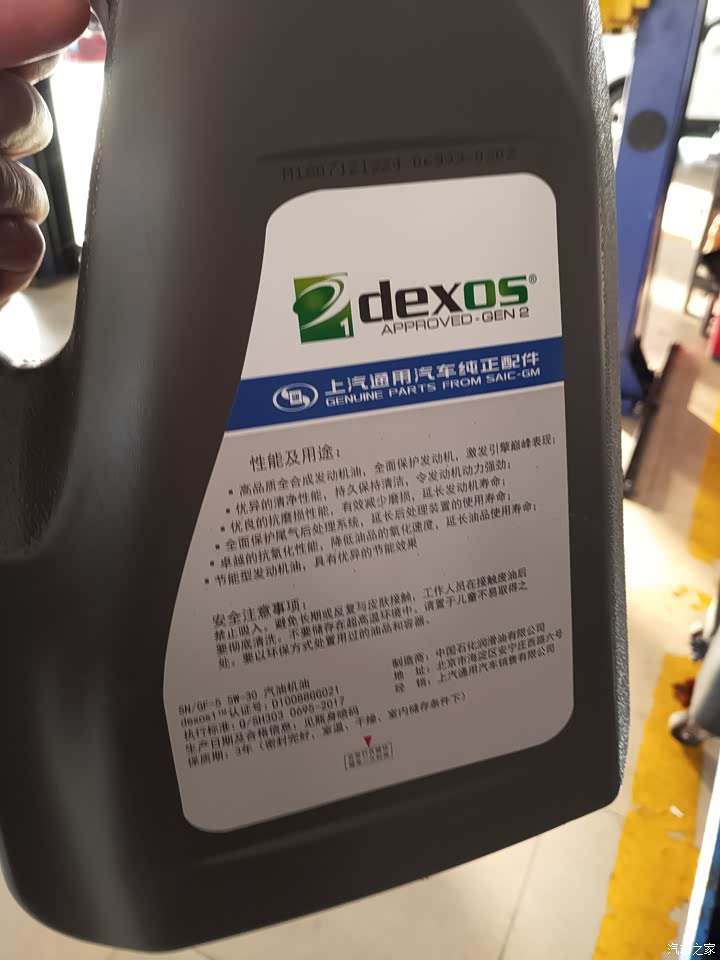 dexos®
1
APPROVED-GEN 2
上汽通用汽车纯正配件
GENUINE PARTS FROM SAIC-GM
性能及用途：
▪ 高品质全合成发动机油，全面保护发动机，激发引擎巅峰表现；
▪ 优异的清净性能，持久保持清洁，令发动机动力强劲；
▪ 优良的抗磨损性能，有效减少磨损，延长发动机寿命；
▪ 全面保护尾气后处理系统，延长后处理装置的使用寿命；
▪ 卓越的抗氧化性能，降低油品的氧化速度，延长油品使用寿命；
▪ 节能型发动机油，具有优异的节能效果
安全注意事项：
禁止吸入。避免长期或反复与皮肤接触，工作人员在接触废油后
要彻底清洗。不要储存在超高温环境中。请置于儿童不易取得之
处。要以环保方式处置用过的油品和容器。
SN/GF-5 5W-30 汽油机油
dexos1™认证号：
执行标准：Q/SH303 0695-2017
生产日期及合格信息：见瓶身喷码
保质期：3年（密封完好，室温、干燥，室内储存条件下）
制造商：中国石化润滑油有限公司
地 址：北京市海淀区安宁庄西路六号
经 销：上汽通用汽车销售有限公司
汽车之家